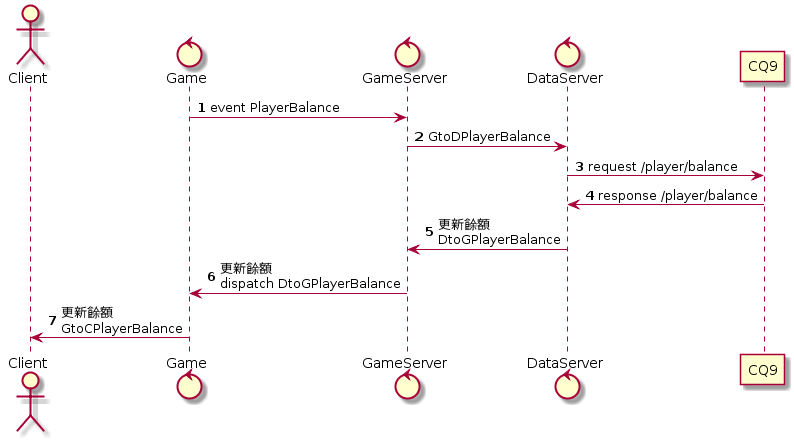 Client
Game
GameServer
DataServer
CQ9
1 event PlayerBalance
2 GtoDPlayerBalance
3 request /player/balance
4 response /player/balance
更新餘額
5 DtoGPlayerBalance
更新餘額
6 dispatch DtoGPlayerBalance
更新餘額
7 GtoCPlayerBalance
Client
Game
GameServer
DataServer
CQ9